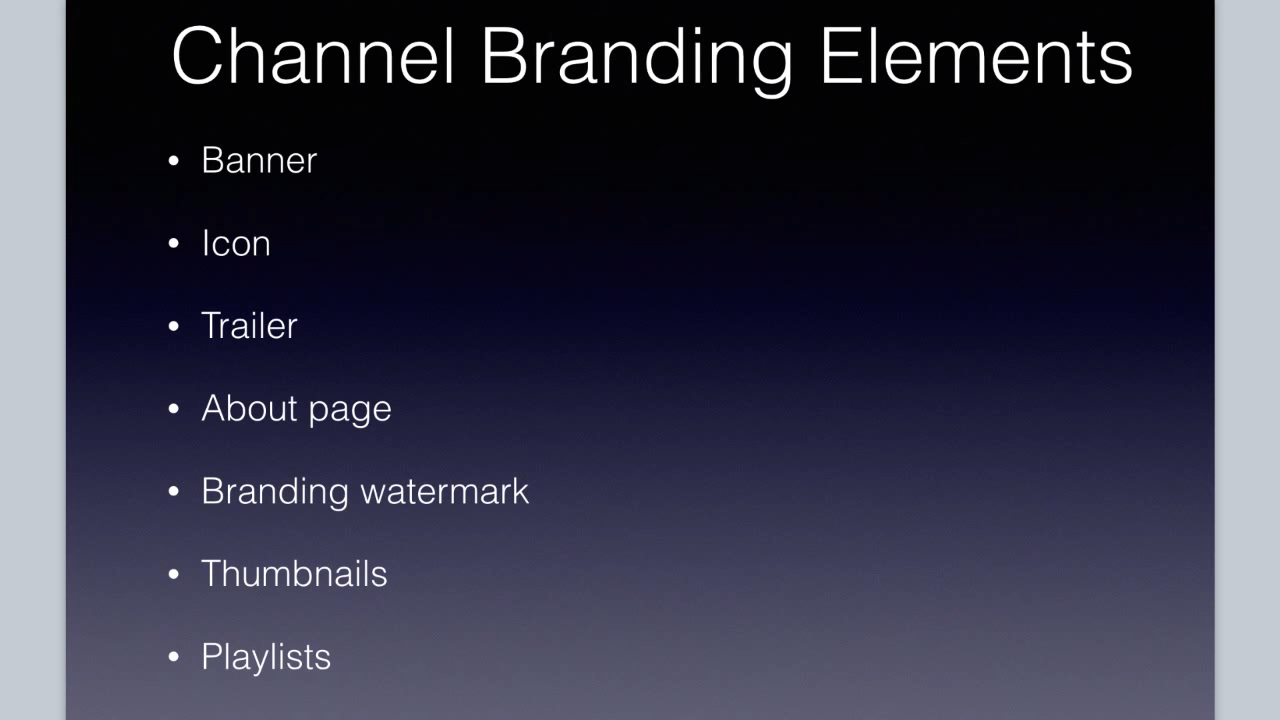 Channel Branding Elements
• Banner
• Icon
• Trailer
• About page
• Branding watermark
• Thumbnails
• Playlists